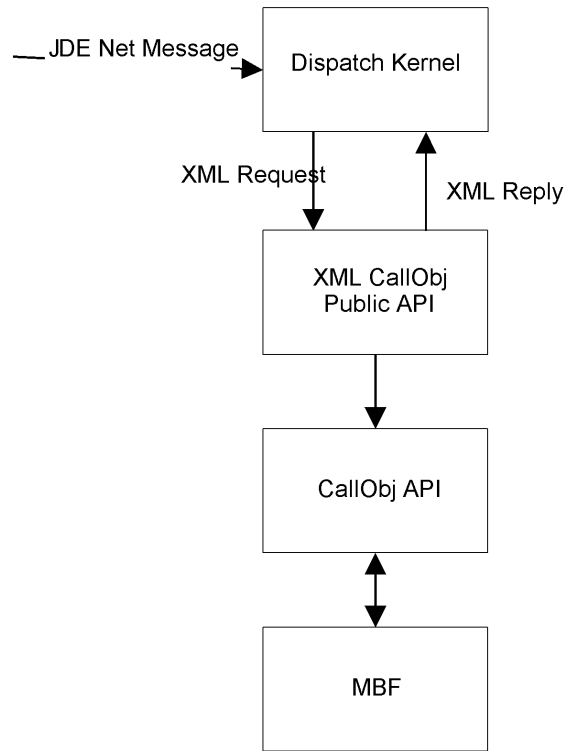 JDE Net Message
Dispatch Kernel
XML Request
XML Reply
XML CallObj
Public API
CallObj API
MBF